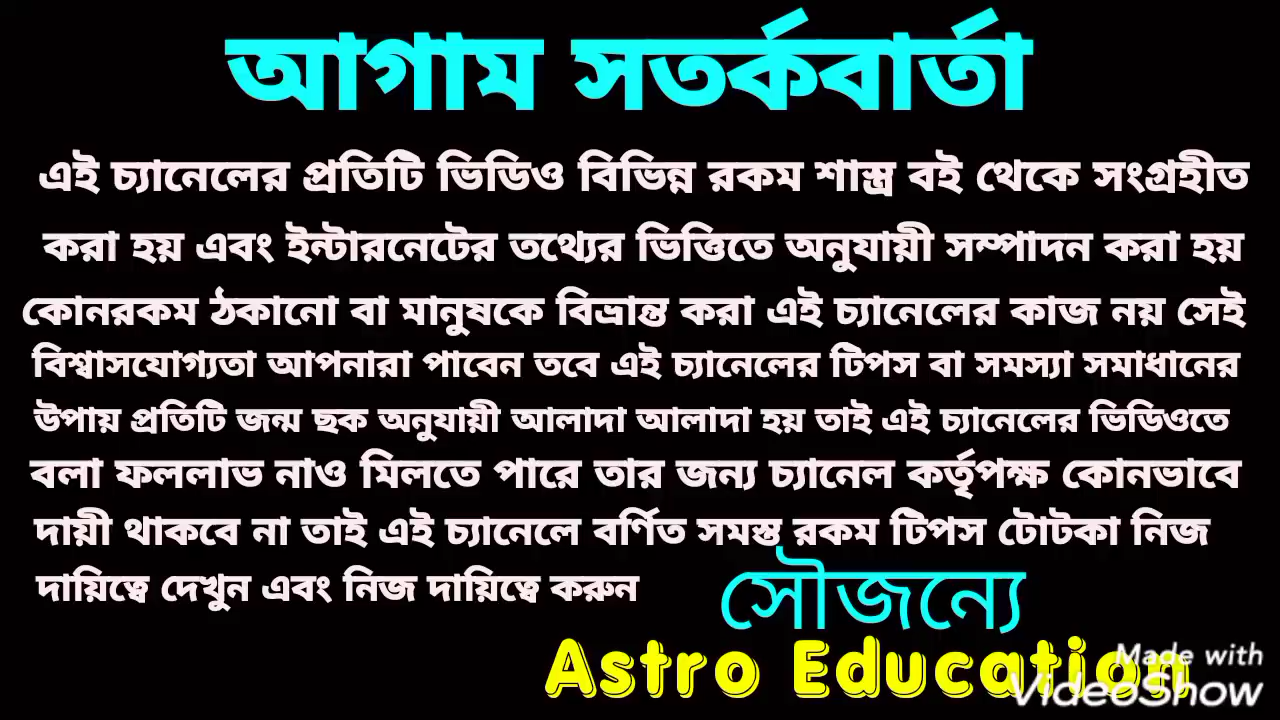 আগাম সতর্কবার্তা
এই চ্যানেলের প্রতিটি ভিডিও বিভিন্ন রকম শাস্ত্র বই থেকে সংগ্রহীত
করা হয় এবং ইন্টারনেটের তথ্যের ভিত্তিতে অনুযায়ী সম্পাদন করা হয়
কোনরকম ঠকানো বা মানুষকে বিভ্রান্ত করা এই চ্যানেলের কাজ নয় সেই
বিশ্বাসযোগ্যতা আপনারা পাবেন তবে এই চ্যানেলের টিপস বা সমস্যা সমাধানের
উপায় প্রতিটি জন্ম ছক অনুযায়ী আলাদা আলাদা হয় তাই এই চ্যানেলের ভিডিওতে
বলা ফললাভ নাও মিলতে পারে তার জন্য চ্যানেল কর্তৃপক্ষ কোনভাবে
দায়ী থাকবে না তাই এই চ্যানেলে বর্ণিত সমস্ত রকম টিপস টোটকা নিজ
দায়িত্বে দেখুন এবং নিজ দায়িত্বে করুন
সৌজন্যে
Astro Education
Made with
VideoShow